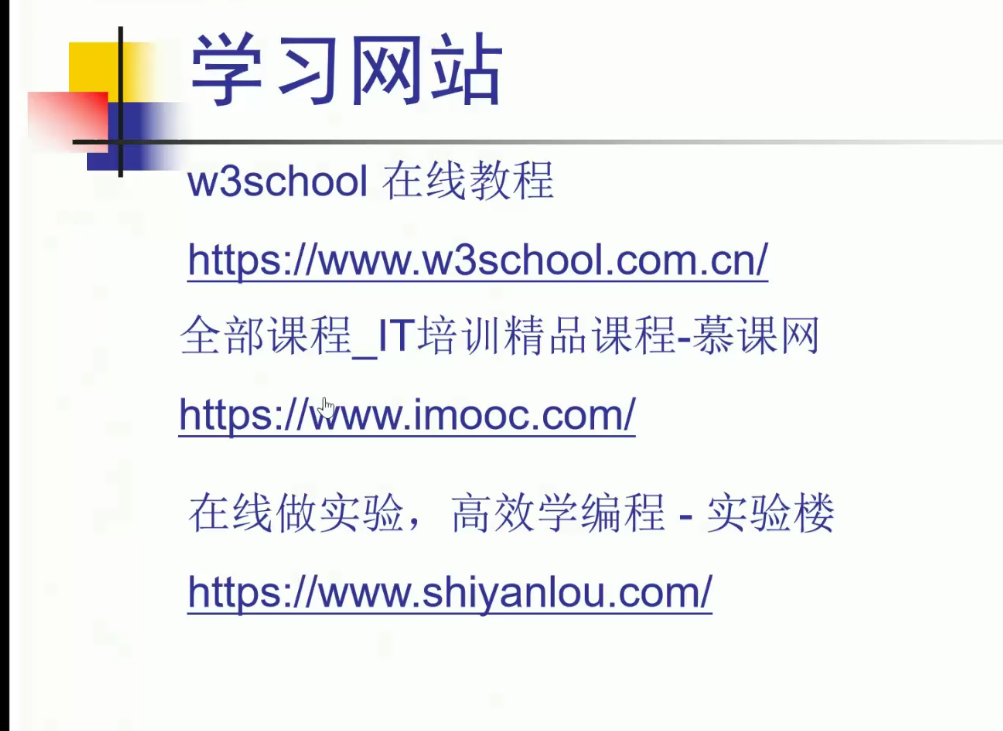 学习网站
w3school 在线教程
https://www.w3school.com.cn/
全部课程_IT培训精品课程-慕课网
https://www.imooc.com/
在线做实验，高效学编程 - 实验楼
https://www.shiyanlou.com/